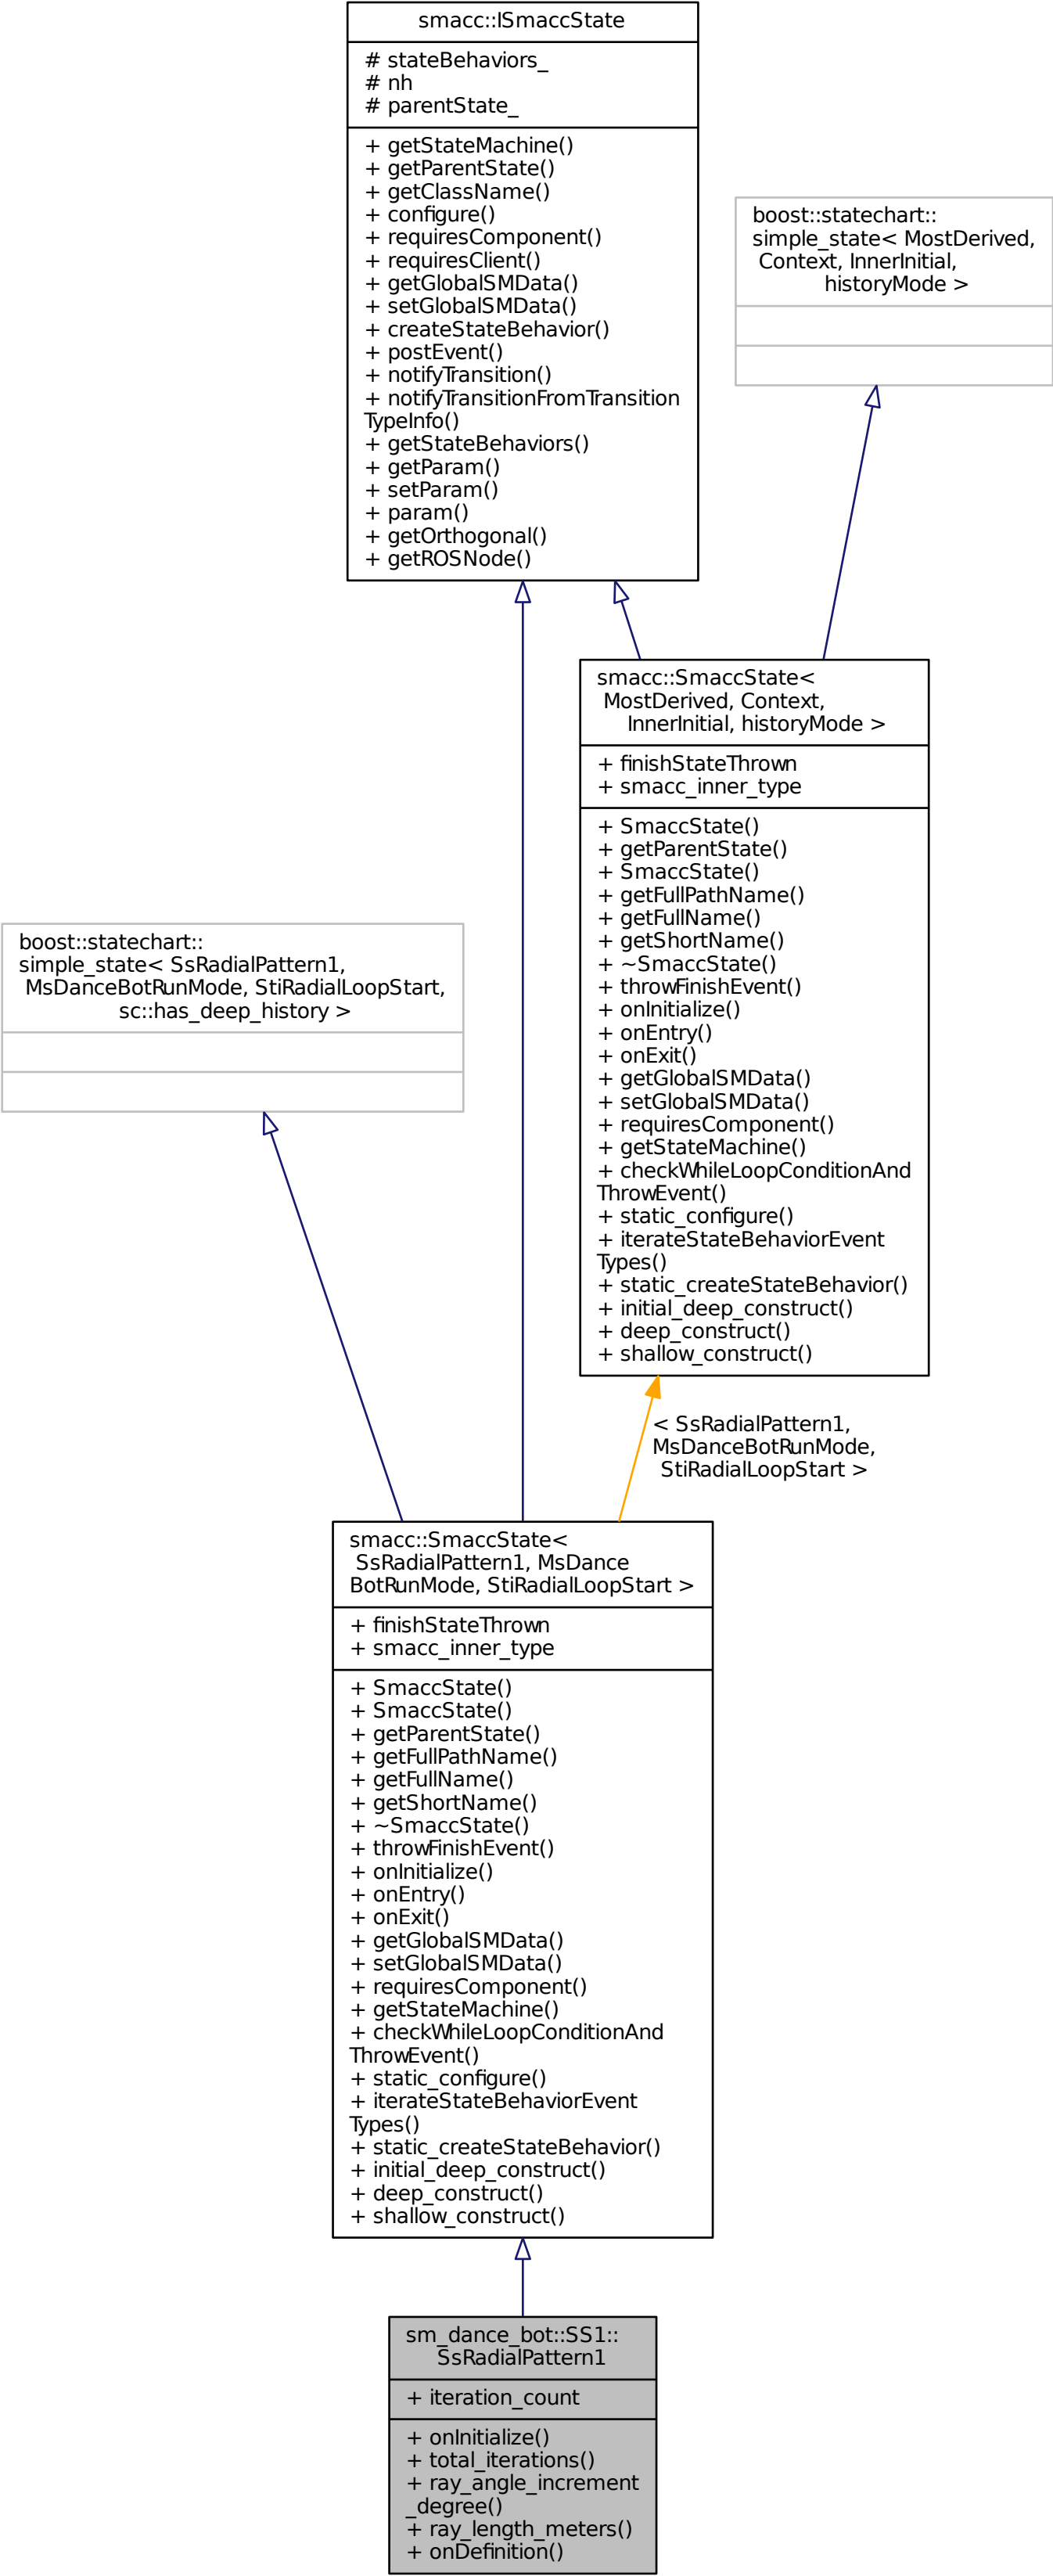 smacc::ISmaccState
# stateBehaviors_
# nh
# parentState_
+ getStateMachine()
+ getParentState()
+ getClassName()
+ configure()
+ requiresComponent()
+ requiresClient()
+ getGlobalSMData()
+ setGlobalSMData()
+ createStateBehavior()
+ postEvent()
+ notifyTransition()
+ notifyTransitionFromTransition
TypeInfo()
+ getStateBehaviors()
+ getParam()
+ setParam()
+ param()
+ getOrthogonal()
+ getROSNode()
boost::statechart::
simple_state< MostDerived,
Context, InnerInitial,
historyMode >
smacc::SmaccState<
MostDerived, Context,
InnerInitial, historyMode >
+ finishStateThrown
+ smacc_inner_type
+ SmaccState()
+ getParentState()
+ SmaccState()
+ getFullPathName()
+ getFullName()
+ getShortName()
+ ~SmaccState()
+ throwFinishEvent()
+ onInitialize()
+ onEntry()
+ onExit()
+ getGlobalSMData()
+ setGlobalSMData()
+ requiresComponent()
+ getStateMachine()
+ checkWhileLoopConditionAnd
ThrowEvent()
+ static_configure()
+ iterateStateBehaviorEvent
Types()
+ static_createStateBehavior()
+ initial_deep_construct()
+ deep_construct()
+ shallow_construct()
boost::statechart::
simple_state< SsRadialPattern1,
MsDanceBotRunMode, StiRadialLoopStart,
sc::has_deep_history >
< SsRadialPattern1,
MsDanceBotRunMode,
StiRadialLoopStart >
smacc::SmaccState<
SsRadialPattern1, MsDance
BotRunMode, StiRadialLoopStart >
+ finishStateThrown
+ smacc_inner_type
+ SmaccState()
+ SmaccState()
+ getParentState()
+ getFullPathName()
+ getFullName()
+ getShortName()
+ ~SmaccState()
+ throwFinishEvent()
+ onInitialize()
+ onEntry()
+ onExit()
+ getGlobalSMData()
+ setGlobalSMData()
+ requiresComponent()
+ getStateMachine()
+ checkWhileLoopConditionAnd
ThrowEvent()
+ static_configure()
+ iterateStateBehaviorEvent
Types()
+ static_createStateBehavior()
+ initial_deep_construct()
+ deep_construct()
+ shallow_construct()
sm_dance_bot::SS1::
SsRadialPattern1
+ iteration_count
+ onInitialize()
+ total_iterations()
+ ray_angle_increment
_degree()
+ ray_length_meters()
+ onDefinition()